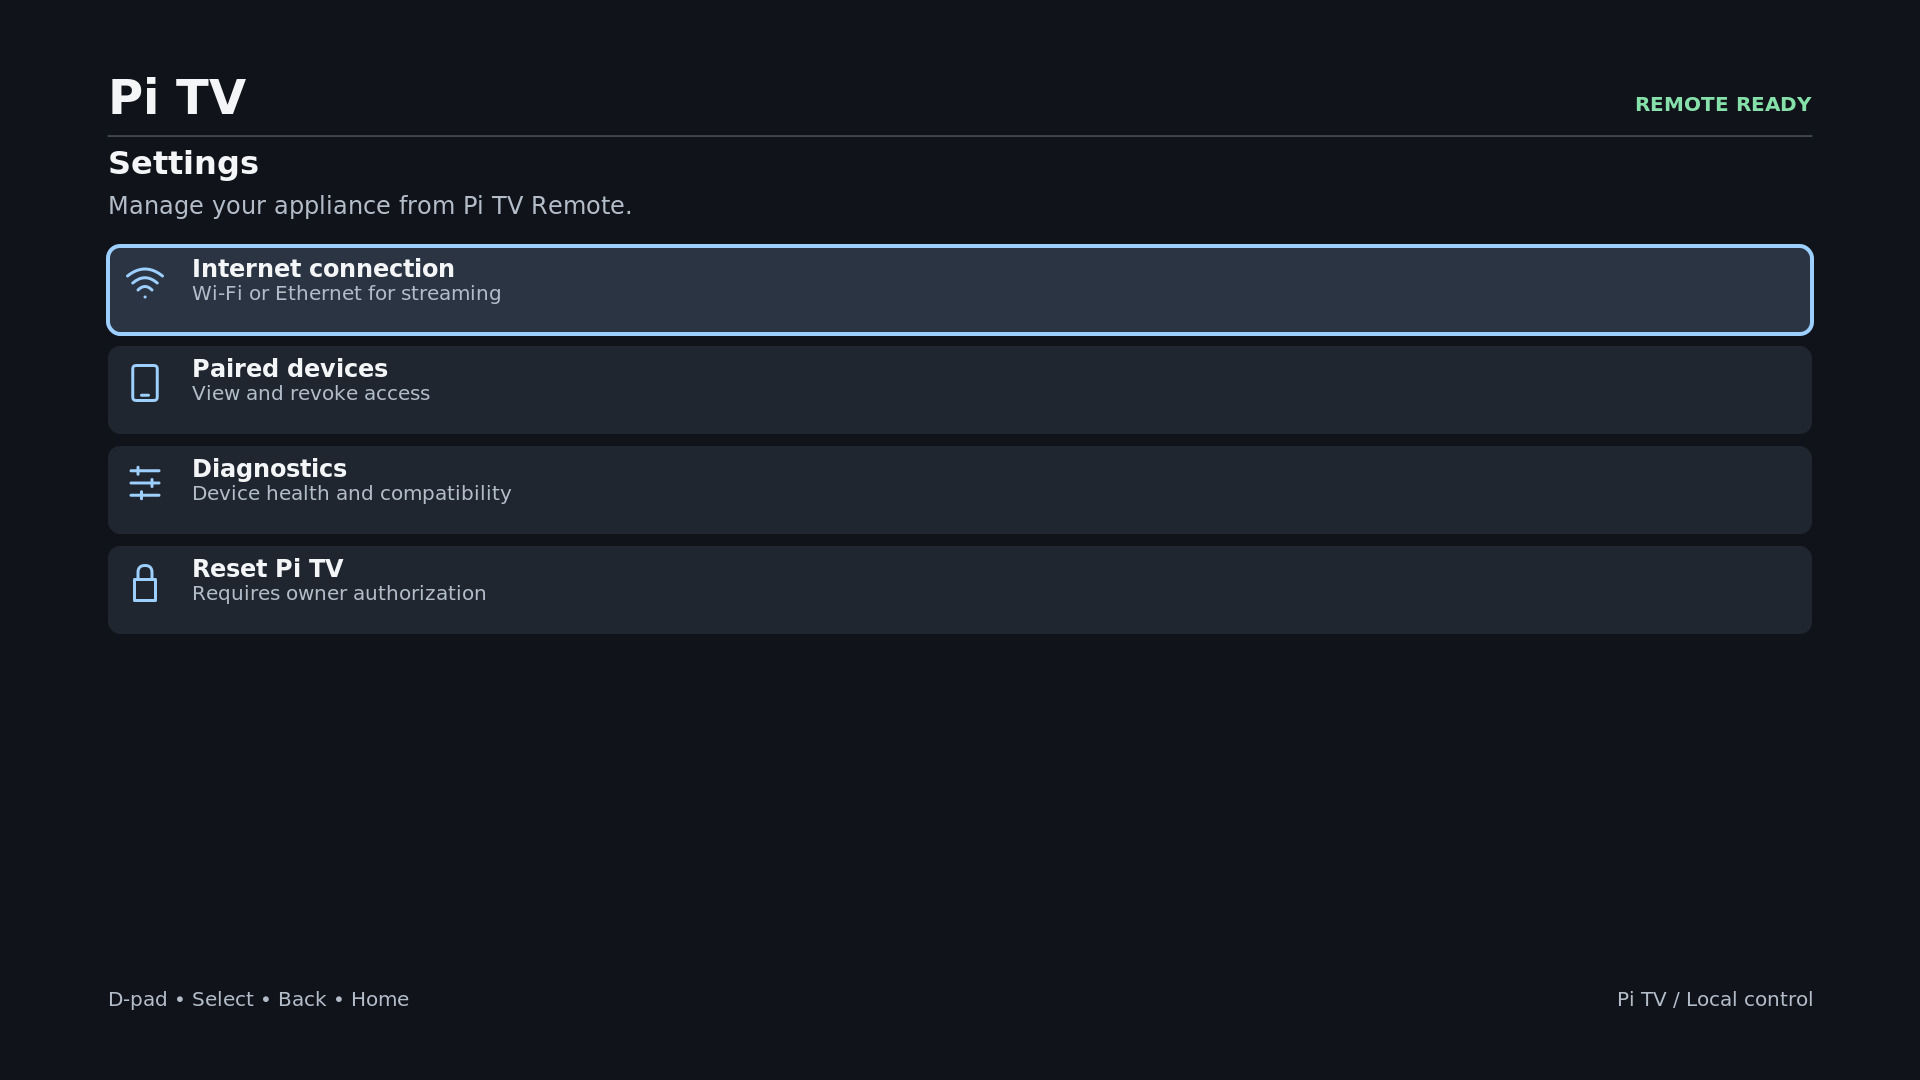 Pi TV
REMOTE READY
Settings
Manage your appliance from Pi TV Remote.
Internet connection
Wi-Fi or Ethernet for streaming
Paired devices
View and revoke access
Diagnostics
Device health and compatibility
Reset Pi TV
Requires owner authorization
D-pad • Select • Back • Home
Pi TV / Local control